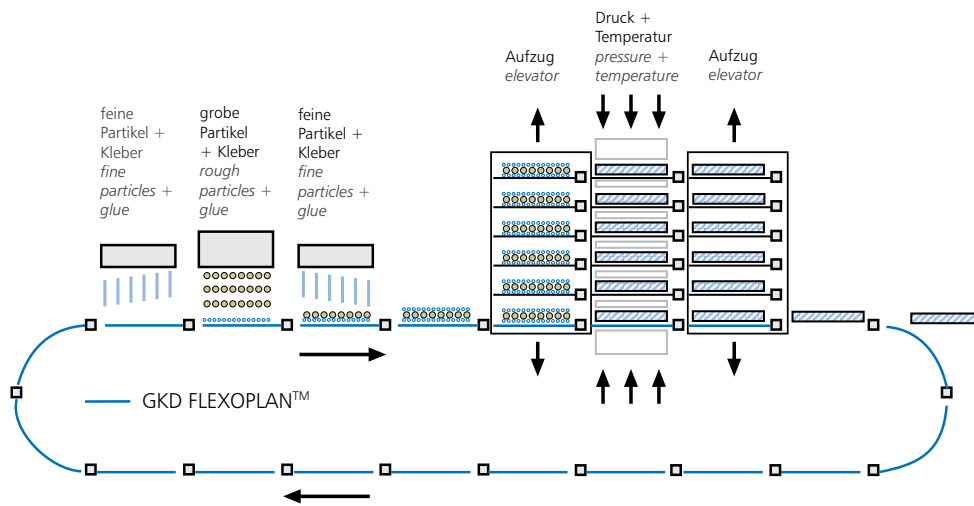 feine
Partikel +
Kleber
fine
particles +
glue
grobe
Partikel
+ Kleber
rough
particles +
glue
feine
Partikel +
Kleber
fine
particles +
glue
Aufzug
elevator
Druck +
Temperatur
pressure +
temperature
Aufzug
elevator
GKD FLEXOPLAN™